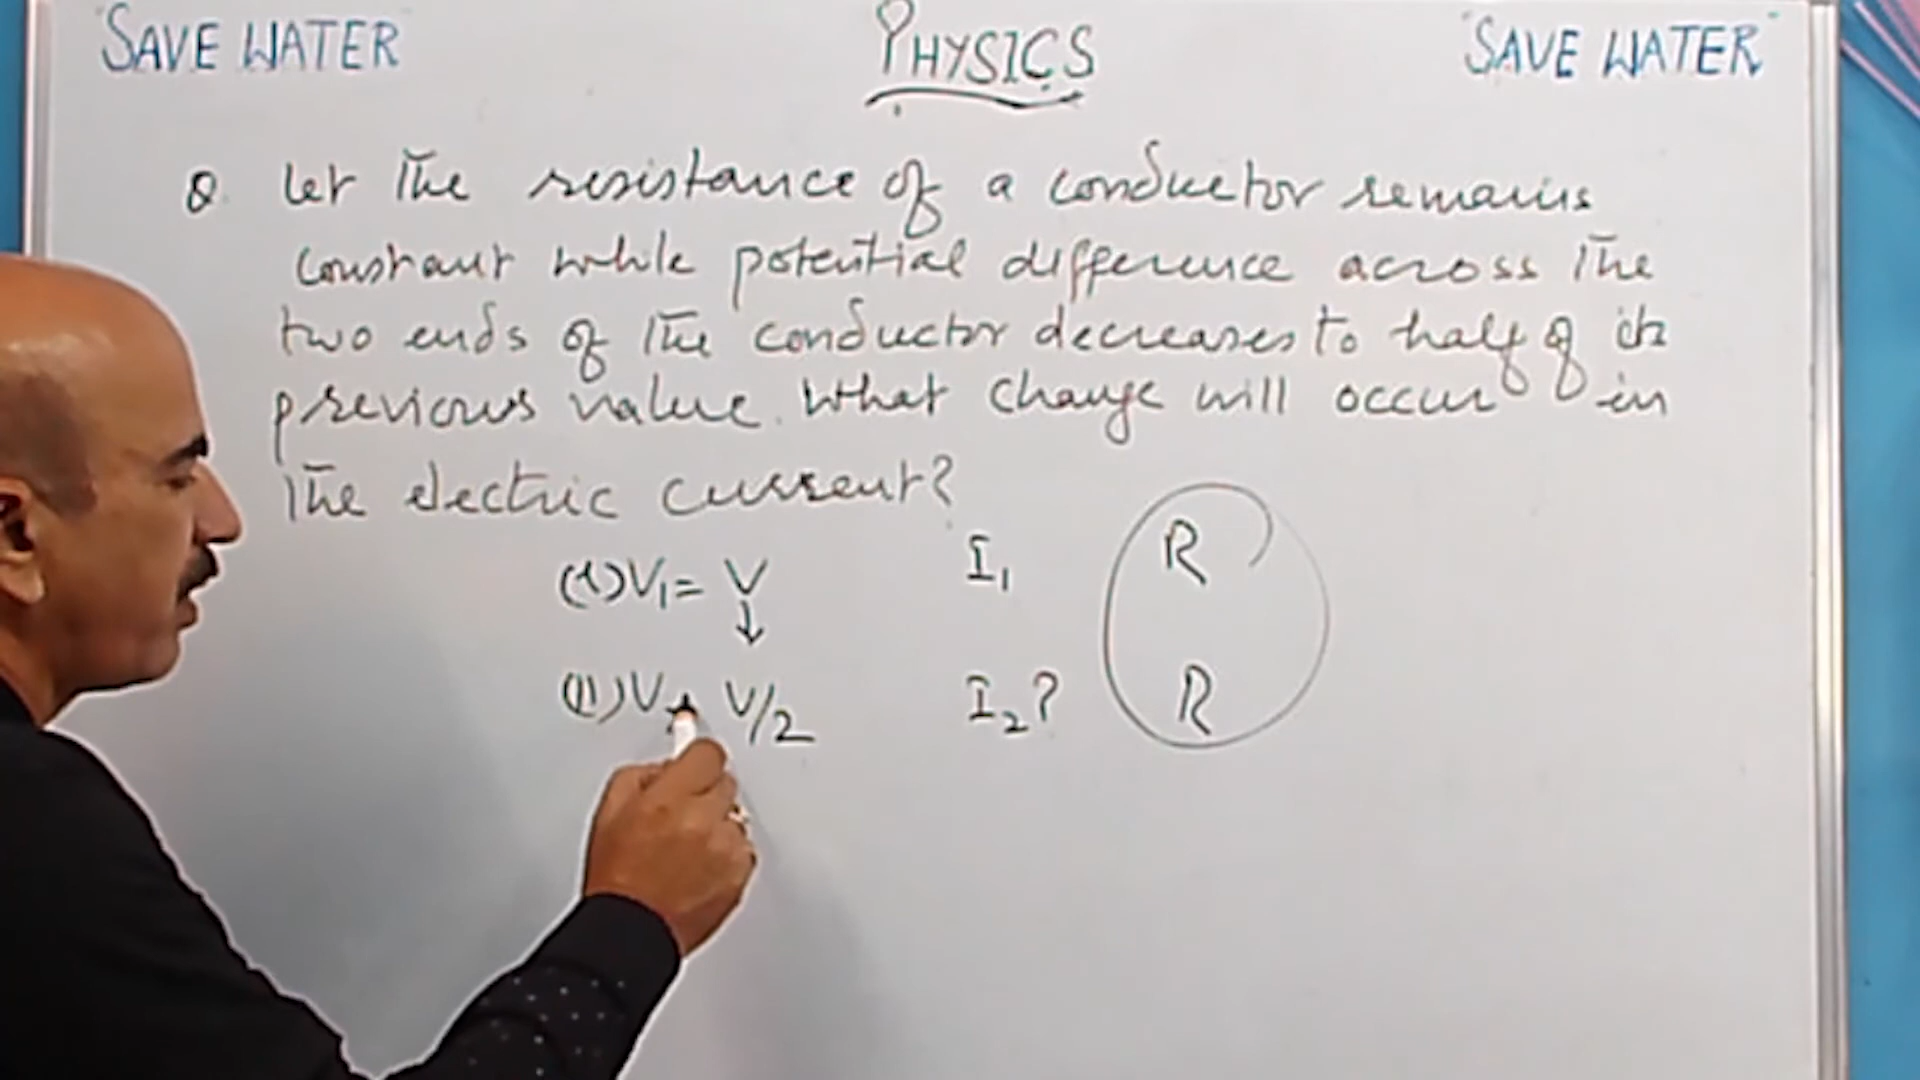 SAVE WATER
PHYSICS
"SAVE WATER"
Q. Let the resistance of a conductor remains
constant while potential difference across the
two ends of the conductor decreases to half of its
previous value. What change will occur in
the electric current?
(I) V₁ = V I₁ R
↓
(II) V V/2 I₂? R